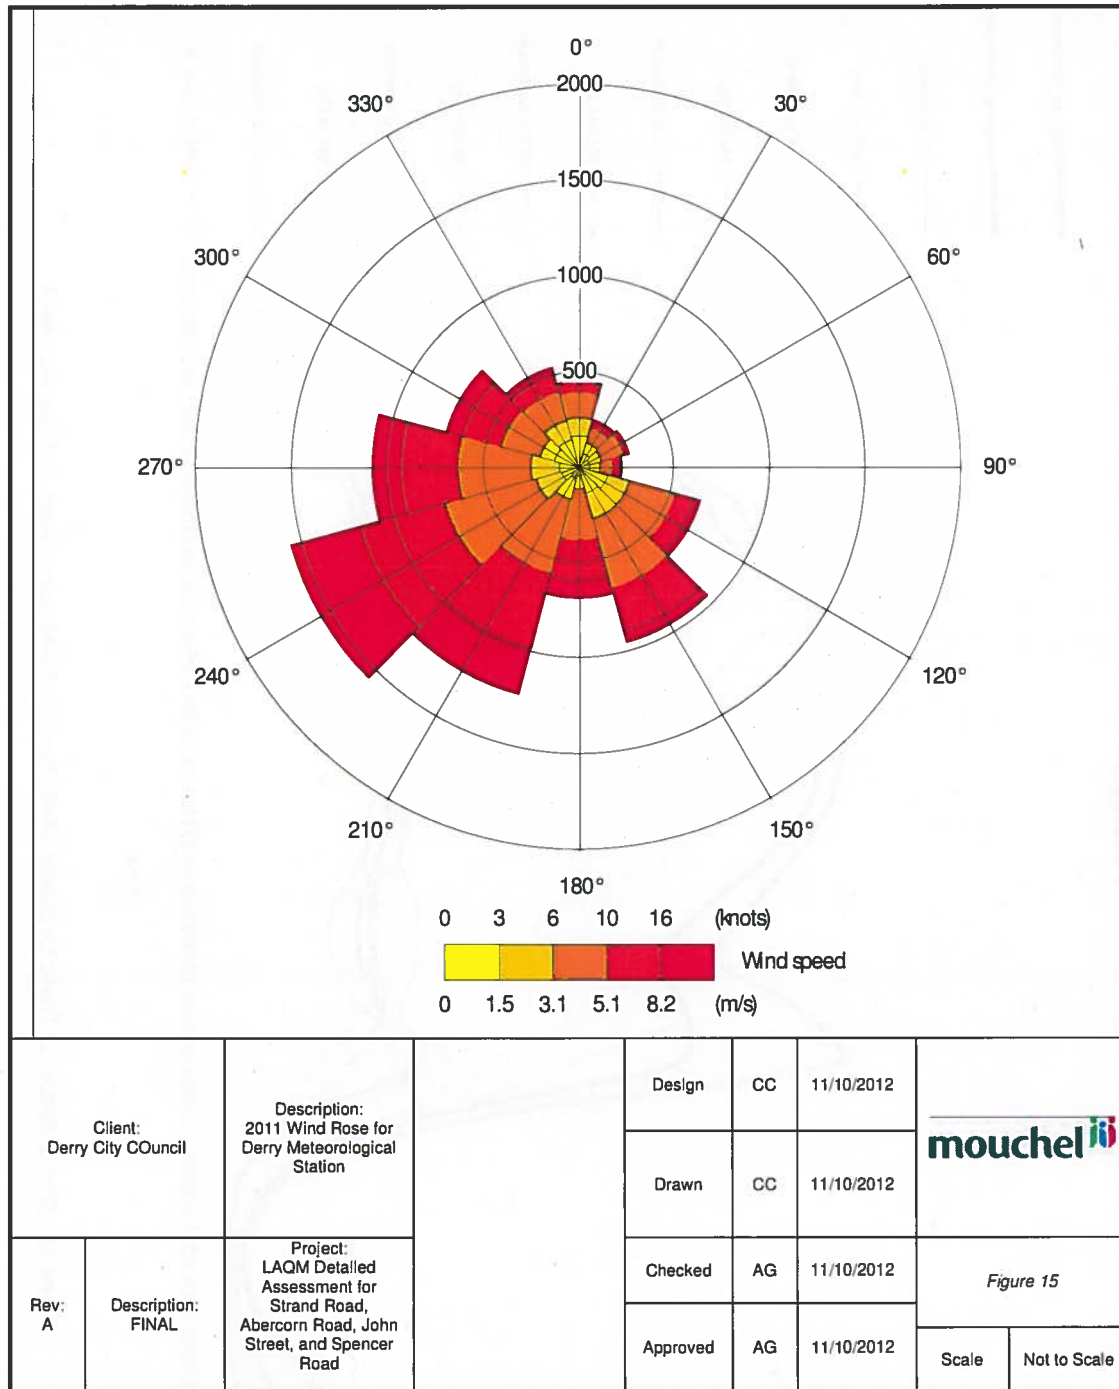 0°
2000
330°
30°
1500
300°
60°
1000
500
270°
90°
240°
120°
210°
150°
180°
0 3 6 10 16 (knots)
Wind speed
0 1.5 3.1 5.1 8.2 (m/s)
Client:
Derry City COuncil
Description:
2011 Wind Rose for
Derry Meteorological
Station
Design CC 11/10/2012
Drawn CC 11/10/2012
mouchel
Rev:
A
Description:
FINAL
Project:
LAQM Detailed
Assessment for
Strand Road,
Abercorn Road, John
Street, and Spencer
Road
Checked AG 11/10/2012
Approved AG 11/10/2012
Figure 15
Scale Not to Scale